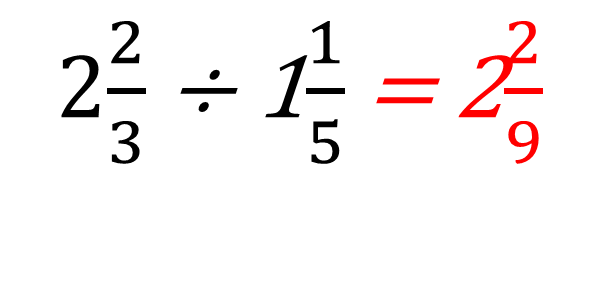 2 2/3 ÷ 1 1/5 = 2 2/9